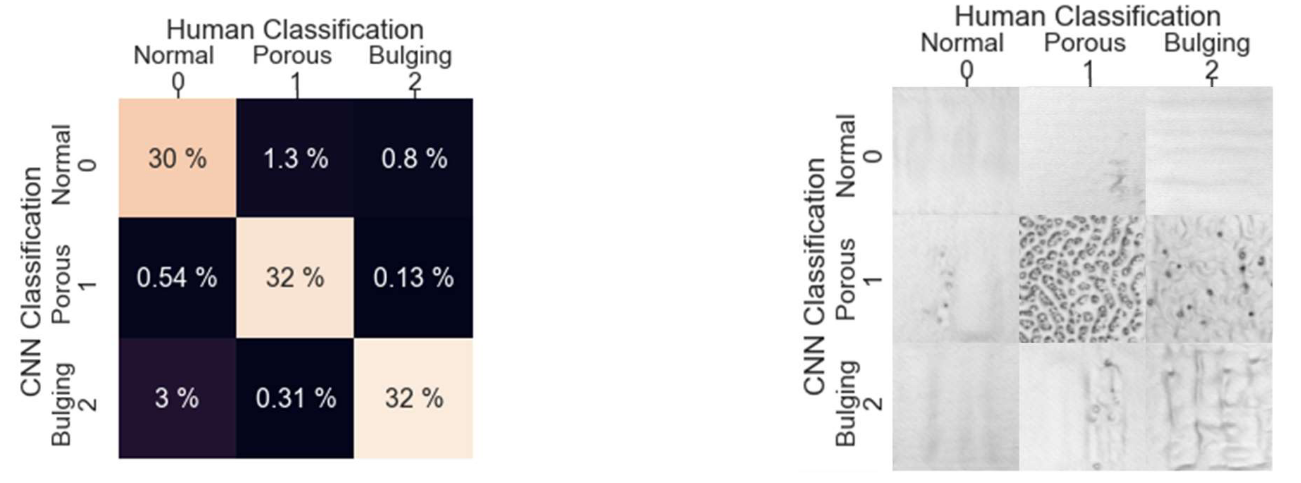 Human Classification
Normal Porous Bulging
0 1 2
CNN Classification
Normal
0
30 % 1.3 % 0.8 %
Porous
1
0.54 % 32 % 0.13 %
Bulging
2
3 % 0.31 % 32 %
Human Classification
Normal Porous Bulging
0 1 2
CNN Classification
Normal
0
Porous
1
Bulging
2